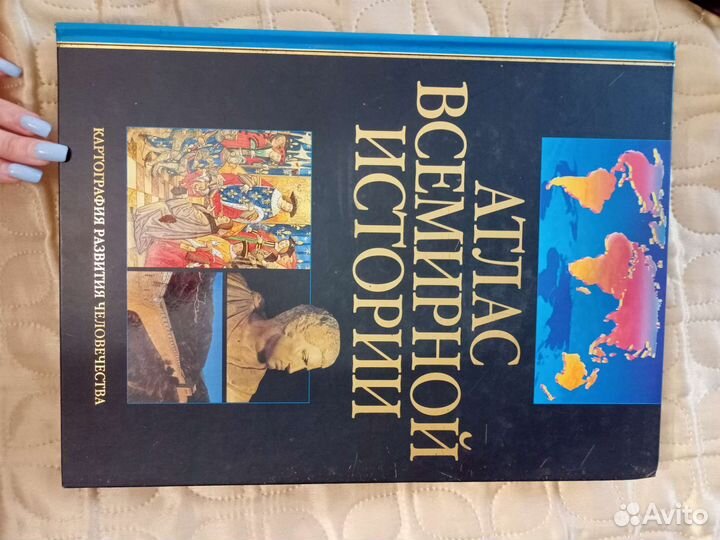 АТЛАС
ВСЕМИРНОЙ
ИСТОРИИ
КАРТОГРАФИЯ РАЗВИТИЯ ЧЕЛОВЕЧЕСТВА
Avito